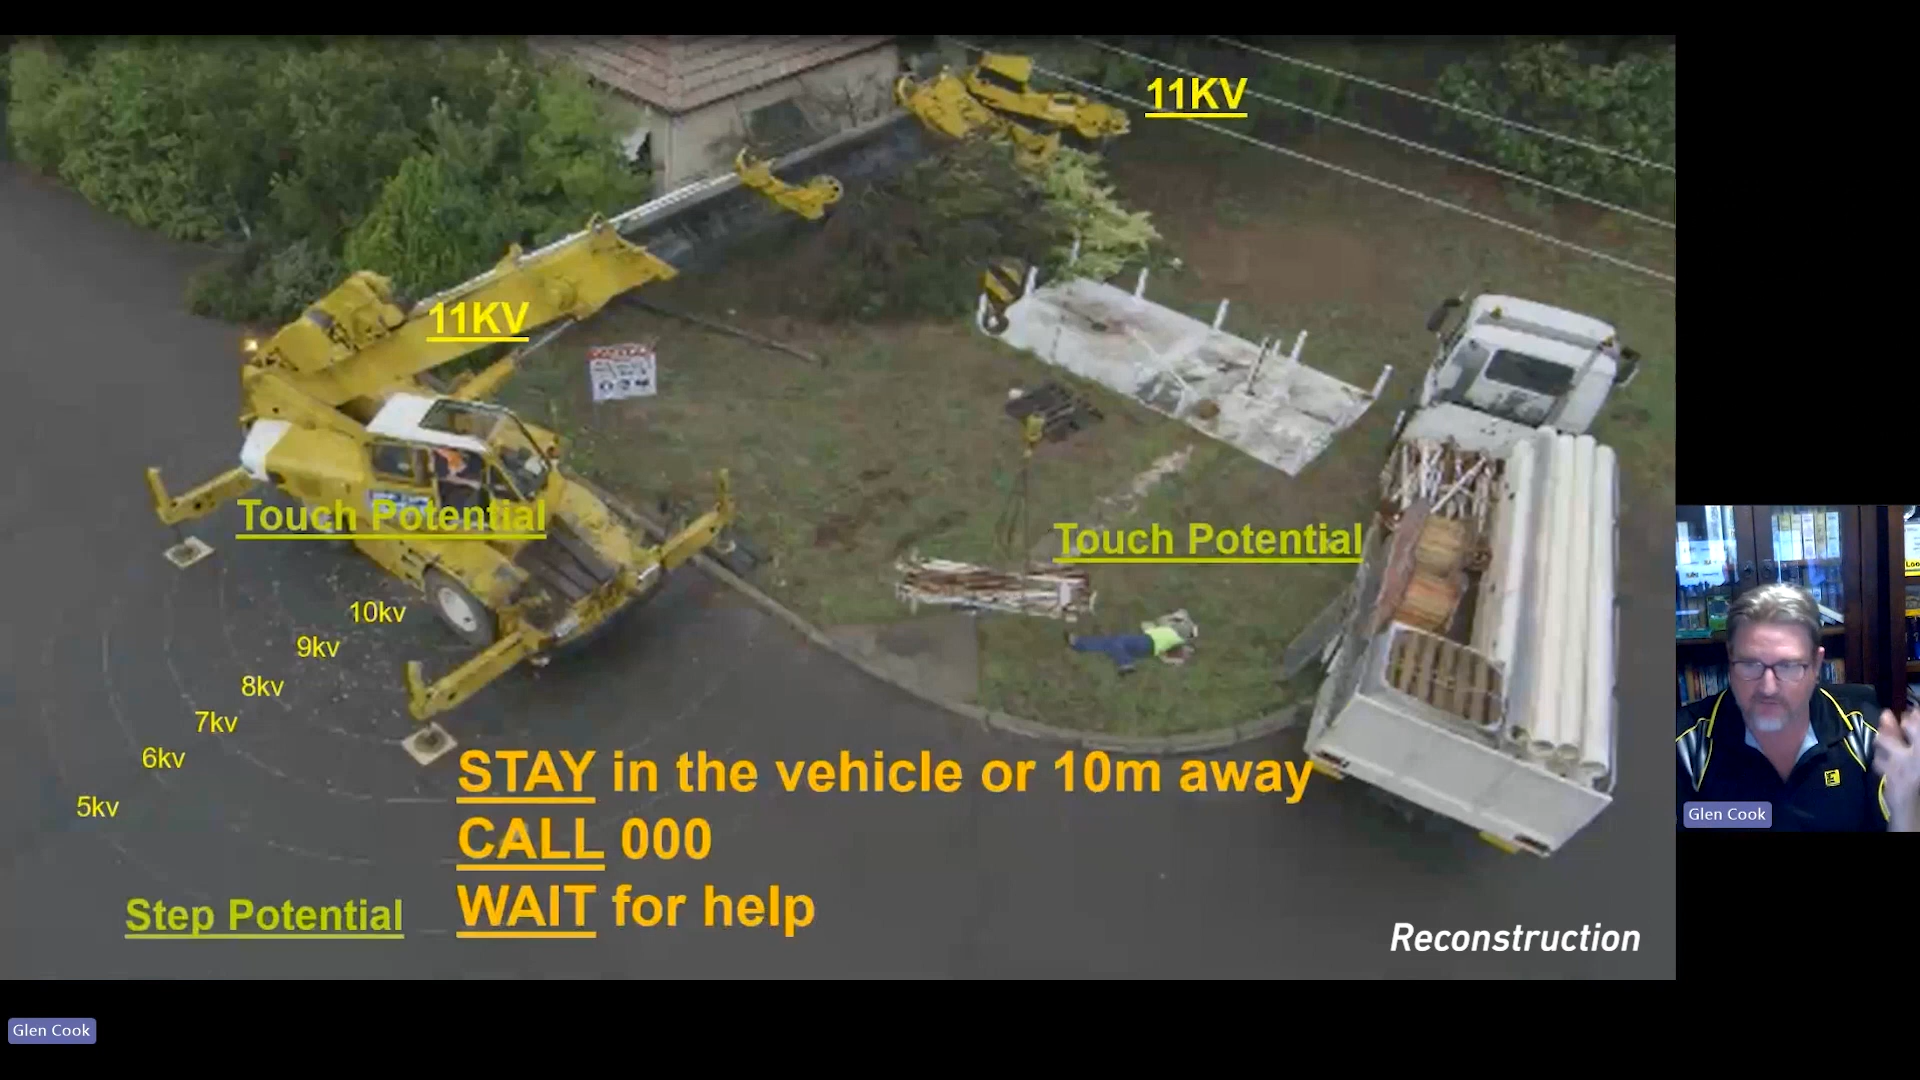 11KV
11KV
Touch Potential
Touch Potential
10kv
9kv
8kv
7kv
6kv
5kv
STAY in the vehicle or 10m away
CALL 000
WAIT for help
Step Potential
Reconstruction
Glen Cook
Glen Cook